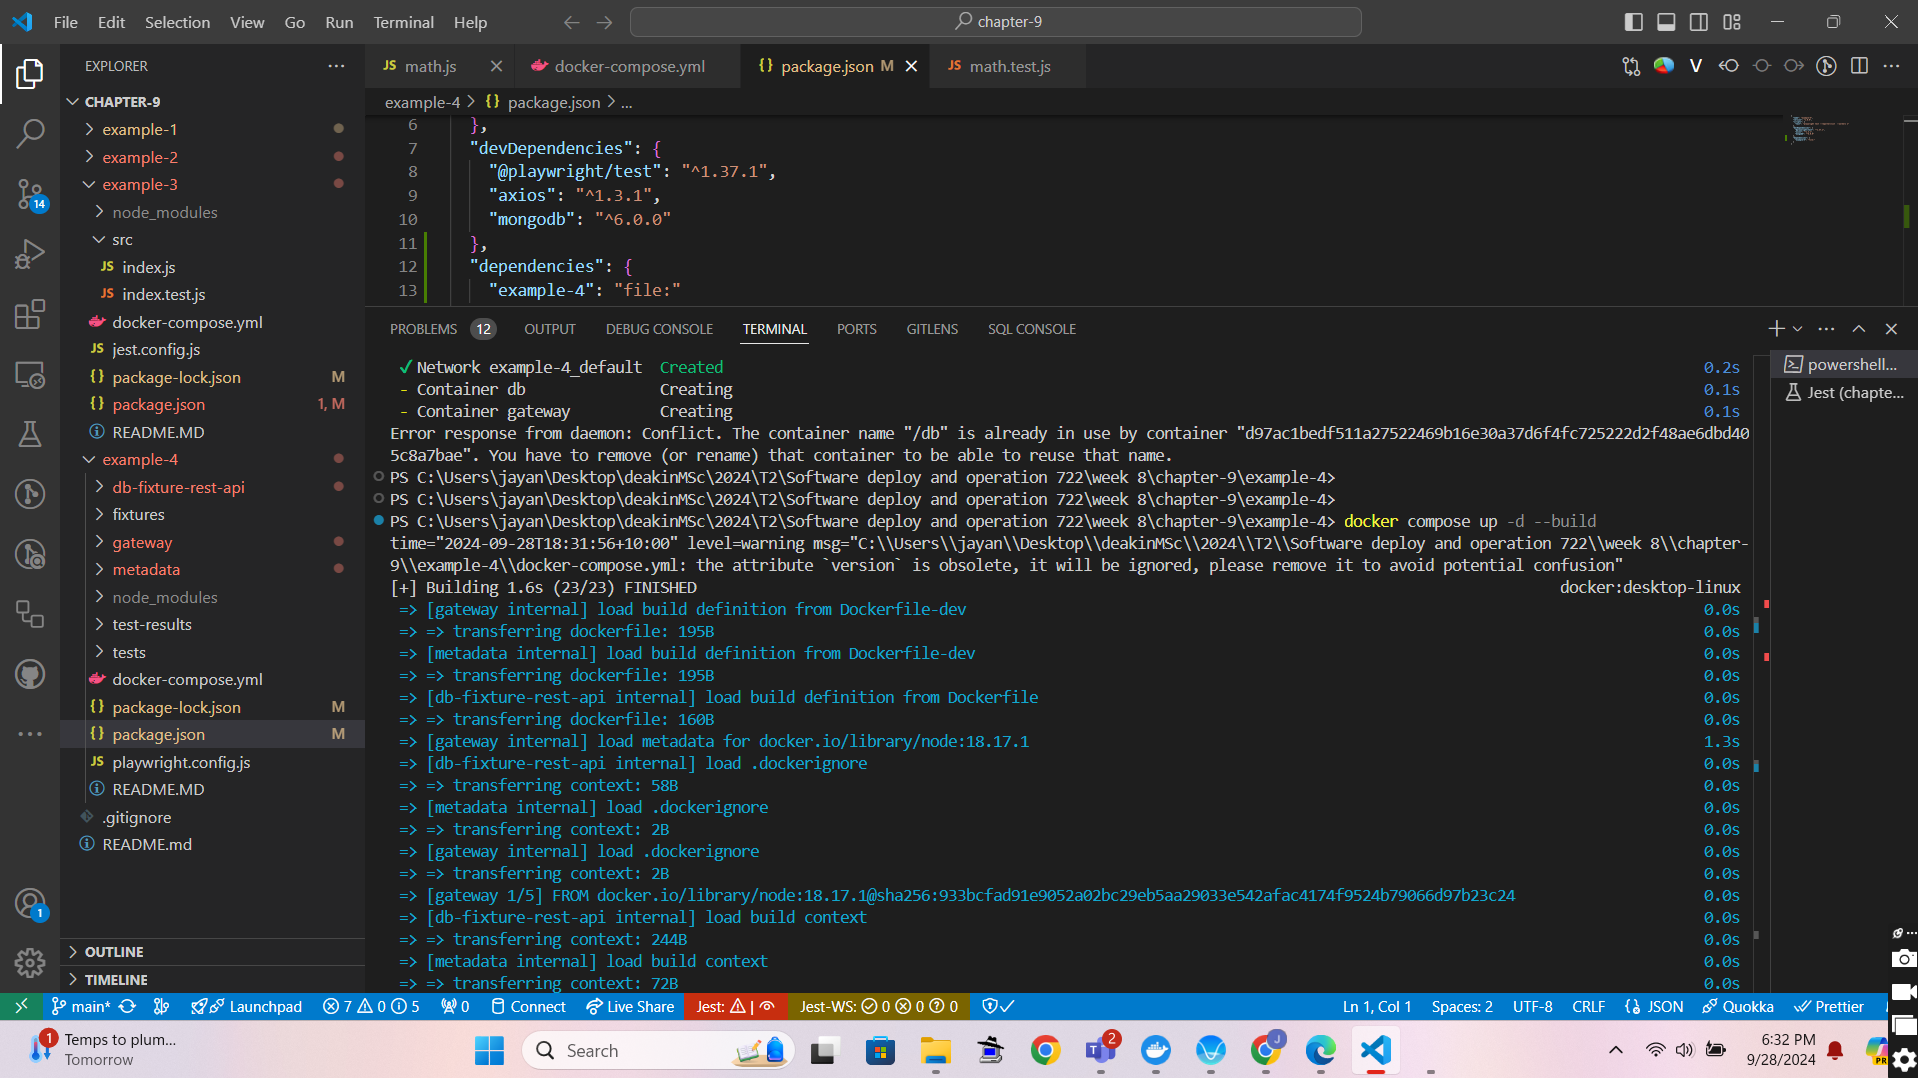 File Edit Selection View Go Run Terminal Help
chapter-9
EXPLORER
CHAPTER-9
example-1
example-2
example-3
node_modules
src
JS index.js
JS index.test.js
docker-compose.yml
JS jest.config.js
{} package-lock.json M
{} package.json 1, M
README.MD
example-4
db-fixture-rest-api
fixtures
gateway
metadata
node_modules
test-results
tests
docker-compose.yml
{} package-lock.json M
{} package.json M
JS playwright.config.js
README.MD
.gitignore
README.md
OUTLINE
TIMELINE
14
1
JS math.js
docker-compose.yml
{} package.json M
JS math.test.js
example-4 > {} package.json > ...
6 },
7 "devDependencies": {
8 "@playwright/test": "^1.37.1",
9 "axios": "^1.3.1",
10 "mongodb": "^6.0.0"
11 },
12 "dependencies": {
13 "example-4": "file:"
PROBLEMS 12 OUTPUT DEBUG CONSOLE TERMINAL PORTS GITLENS SQL CONSOLE
powershell...
Jest (chapte...
✓ Network example-4_default Created 0.2s
- Container db Creating 0.1s
- Container gateway Creating 0.1s
Error response from daemon: Conflict. The container name "/db" is already in use by container "d97ac1bedf511a27522469b16e30a37d6f4fc725222d2f48ae6dbd40
5c8a7bae". You have to remove (or rename) that container to be able to reuse that name.
PS C:\Users\jayan\Desktop\deakinMSc\2024\T2\Software deploy and operation 722\week 8\chapter-9\example-4>
PS C:\Users\jayan\Desktop\deakinMSc\2024\T2\Software deploy and operation 722\week 8\chapter-9\example-4>
PS C:\Users\jayan\Desktop\deakinMSc\2024\T2\Software deploy and operation 722\week 8\chapter-9\example-4> docker compose up -d --build
time="2024-09-28T18:31:56+10:00" level=warning msg="C:\\Users\\jayan\\Desktop\\deakinMSc\\2024\\T2\\Software deploy and operation 722\\week 8\\chapter-
9\\example-4\\docker-compose.yml: the attribute `version` is obsolete, it will be ignored, please remove it to avoid potential confusion"
[+] Building 1.6s (23/23) FINISHED docker:desktop-linux
=> [gateway internal] load build definition from Dockerfile-dev 0.0s
=> => transferring dockerfile: 195B 0.0s
=> [metadata internal] load build definition from Dockerfile-dev 0.0s
=> => transferring dockerfile: 195B 0.0s
=> [db-fixture-rest-api internal] load build definition from Dockerfile 0.0s
=> => transferring dockerfile: 160B 0.0s
=> [gateway internal] load metadata for docker.io/library/node:18.17.1 1.3s
=> [db-fixture-rest-api internal] load .dockerignore 0.0s
=> => transferring context: 58B 0.0s
=> [metadata internal] load .dockerignore 0.0s
=> => transferring context: 2B 0.0s
=> [gateway internal] load .dockerignore 0.0s
=> => transferring context: 2B 0.0s
=> [gateway 1/5] FROM docker.io/library/node:18.17.1@sha256:933bcfad91e9052a02bc29eb5aa29033e542afac4174f9524b79066d97b23c24 0.0s
=> [db-fixture-rest-api internal] load build context 0.0s
=> => transferring context: 244B 0.0s
=> [metadata internal] load build context 0.0s
=> => transferring context: 72B 0.0s
main* Launchpad 7 0 5 0 Connect Live Share Jest: Jest-WS: 0 0 0 Ln 1, Col 1 Spaces: 2 UTF-8 CRLF {} JSON Quokka Prettier
1 Temps to plum...
Tomorrow
Search
2
J
6:32 PM
9/28/2024